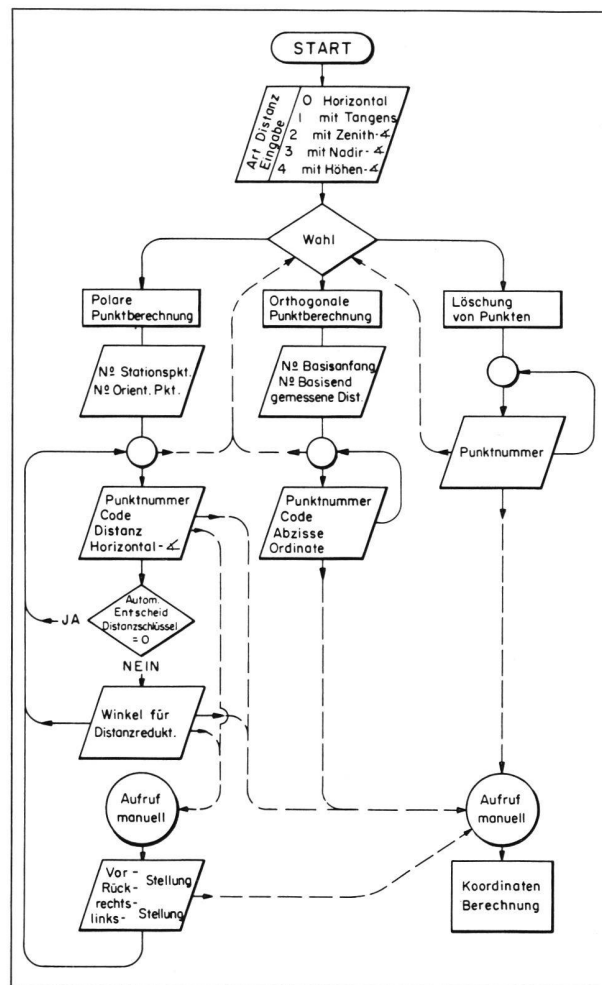 START
Art Distanz
Eingabe
0 Horizontal
1 mit Tangens
2 mit Zenith-∡
3 mit Nadir-∡
4 mit Höhen-∡
Wahl
Polare
Punktberechnung
Orthogonale
Punktberechnung
Löschung
von Punkten
Nº Stationspkt.
Nº Orient. Pkt.
Nº Basisanfang
Nº Basisend
gemessene Dist.
Punktnummer
Punktnummer
Code
Distanz
Horizontal-∡
Punktnummer
Code
Abzisse
Ordinate
Autom.
Entscheid
Distanzschlüssel
= 0
JA
NEIN
Winkel für
Distanzredukt.
Aufruf
manuell
Aufruf
manuell
Vor-
Rück- Stellung
rechts-
links- Stellung
Koordinaten
Berechnung